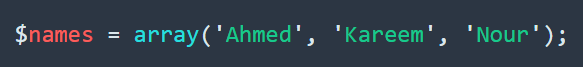 $names = array('Ahmed', 'Kareem', 'Nour');